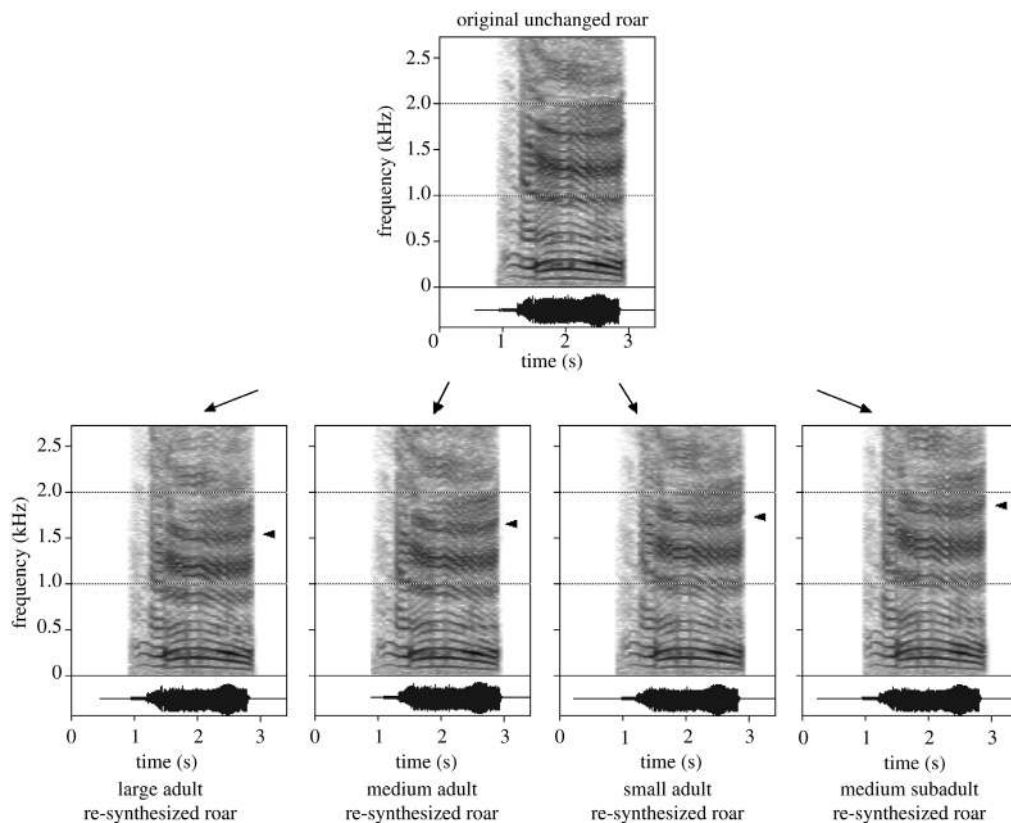 original unchanged roar
frequency (kHz)
2.5
2.0
1.5
1.0
0.5
0
0 1 2 3
time (s)
frequency (kHz)
2.5
2.0
1.5
1.0
0.5
0
0 1 2 3
time (s)
large adult
re-synthesized roar
0 1 2 3
time (s)
medium adult
re-synthesized roar
0 1 2 3
time (s)
small adult
re-synthesized roar
0 1 2 3
time (s)
medium subadult
re-synthesized roar